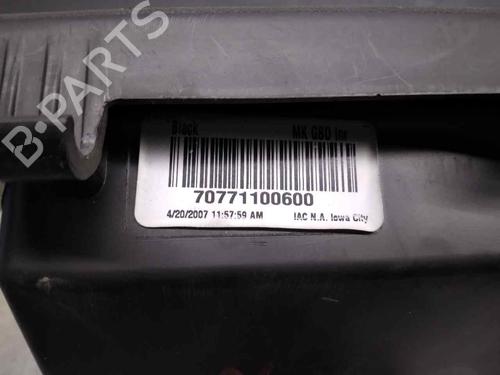 Black MK GBO Inr
70771100600
4/20/2007 11:57:59 AM IAC N.A. Iowa City
B-PARTS